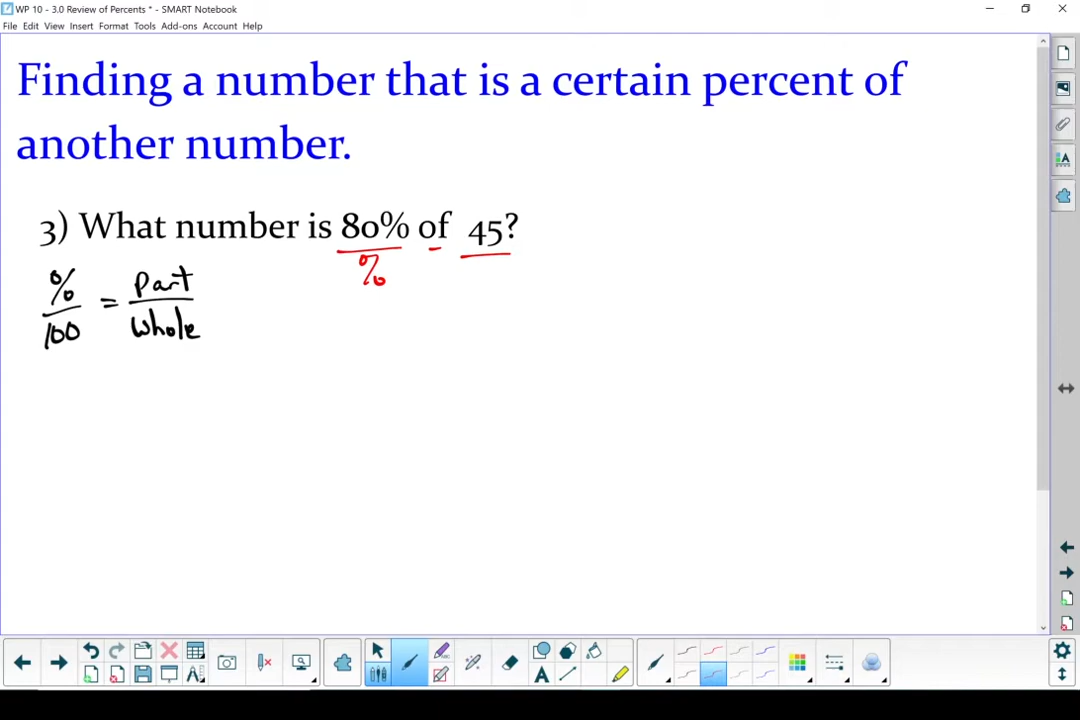 WP 10 - 3.0 Review of Percents * - SMART Notebook
File Edit View Insert Format Tools Add-ons Account Help
Finding a number that is a certain percent of
another number.
3) What number is 80% of 45?
%
% = Part
100 Whole